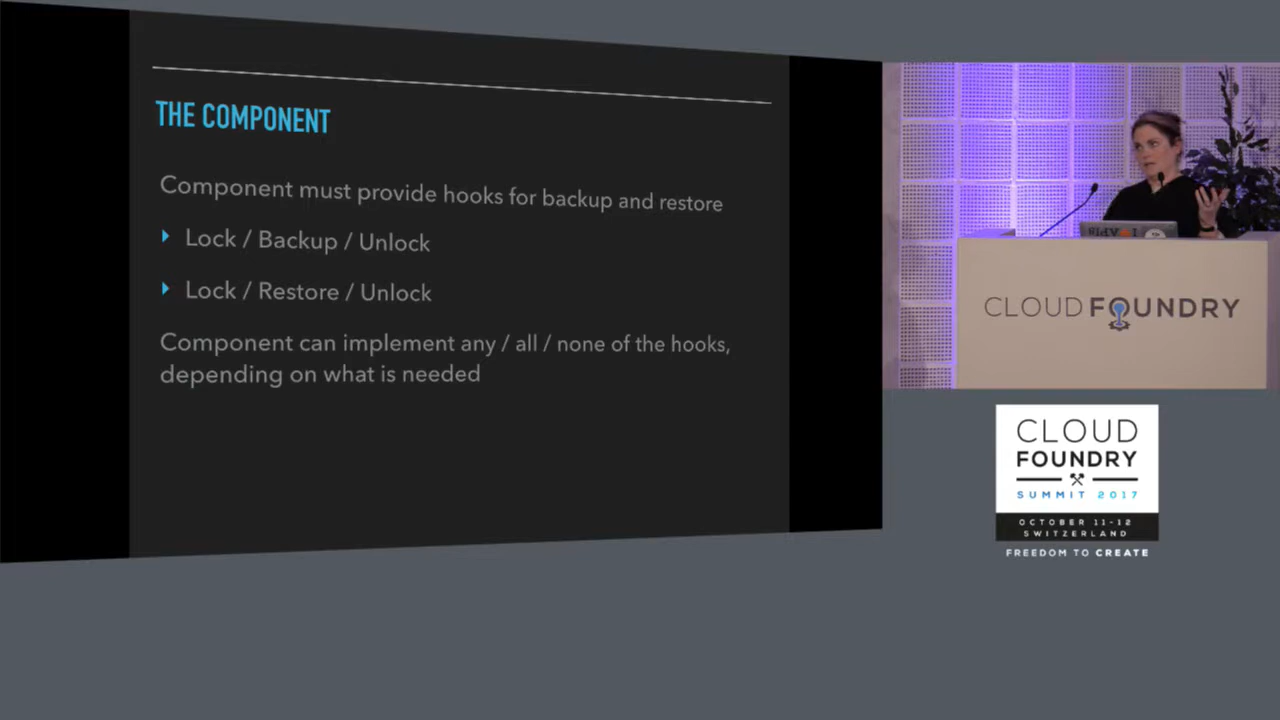 THE COMPONENT
Component must provide hooks for backup and restore
Lock / Backup / Unlock
Lock / Restore / Unlock
Component can implement any / all / none of the hooks,
depending on what is needed
CLOUD FOUNDRY
CLOUD
FOUNDRY
SUMMIT 2017
OCTOBER 11-12
SWITZERLAND
FREEDOM TO CREATE